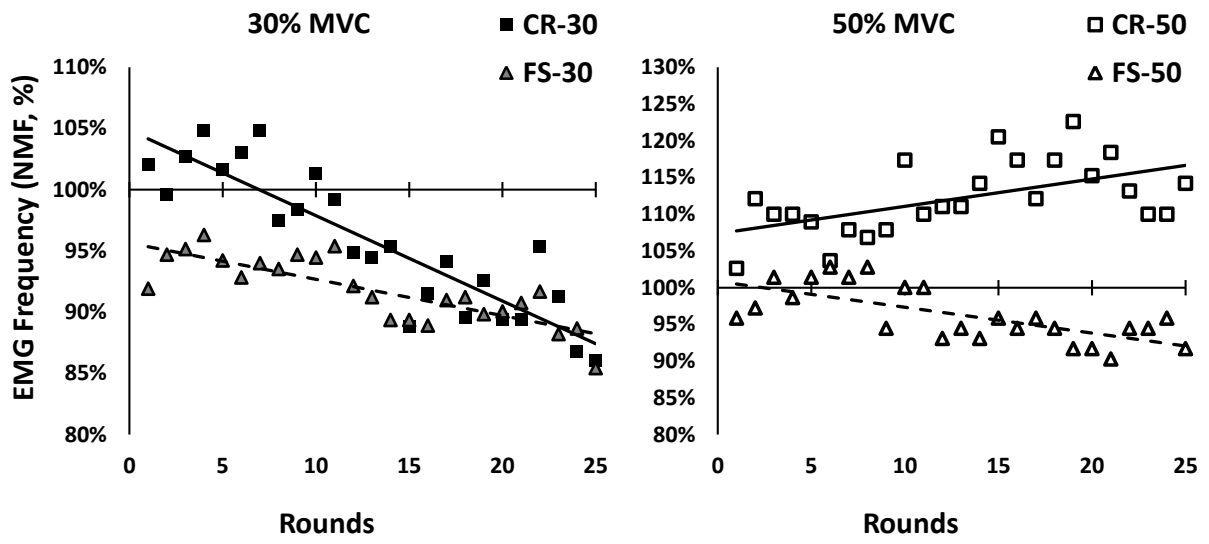 30% MVC
CR-30
FS-30
EMG Frequency (NMF, %)
110%
105%
100%
95%
90%
85%
80%
0 5 10 15 20 25
Rounds
50% MVC
CR-50
FS-50
130%
125%
120%
115%
110%
105%
100%
95%
90%
85%
80%
0 5 10 15 20 25
Rounds